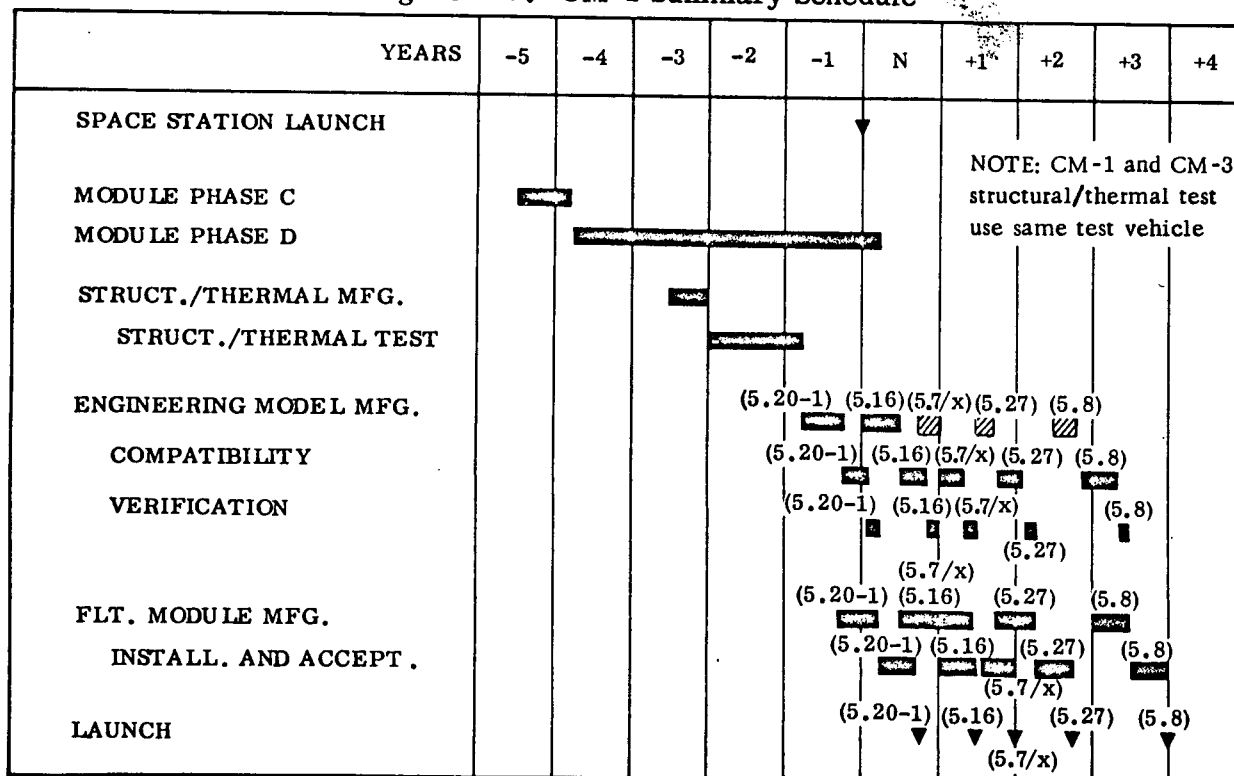 Summary Schedule
YEARS -5 -4 -3 -2 -1 N +1 +2 +3 +4
SPACE STATION LAUNCH
NOTE: CM-1 and CM-3
structural/thermal test
use same test vehicle
MODULE PHASE C
MODULE PHASE D
STRUCT./THERMAL MFG.
STRUCT./THERMAL TEST
(5.20-1) (5.16) (5.7/x) (5.27) (5.8)
ENGINEERING MODEL MFG.
(5.20-1) (5.16) (5.7/x) (5.27) (5.8)
COMPATIBILITY
(5.20-1) (5.16) (5.7/x) (5.8)
VERIFICATION
(5.27)
(5.7/x)
(5.20-1) (5.16) (5.27) (5.8)
FLT. MODULE MFG.
(5.20-1) (5.16) (5.27) (5.8)
INSTALL. AND ACCEPT.
(5.7/x)
(5.20-1) (5.16) (5.27) (5.8)
LAUNCH
(5.7/x)